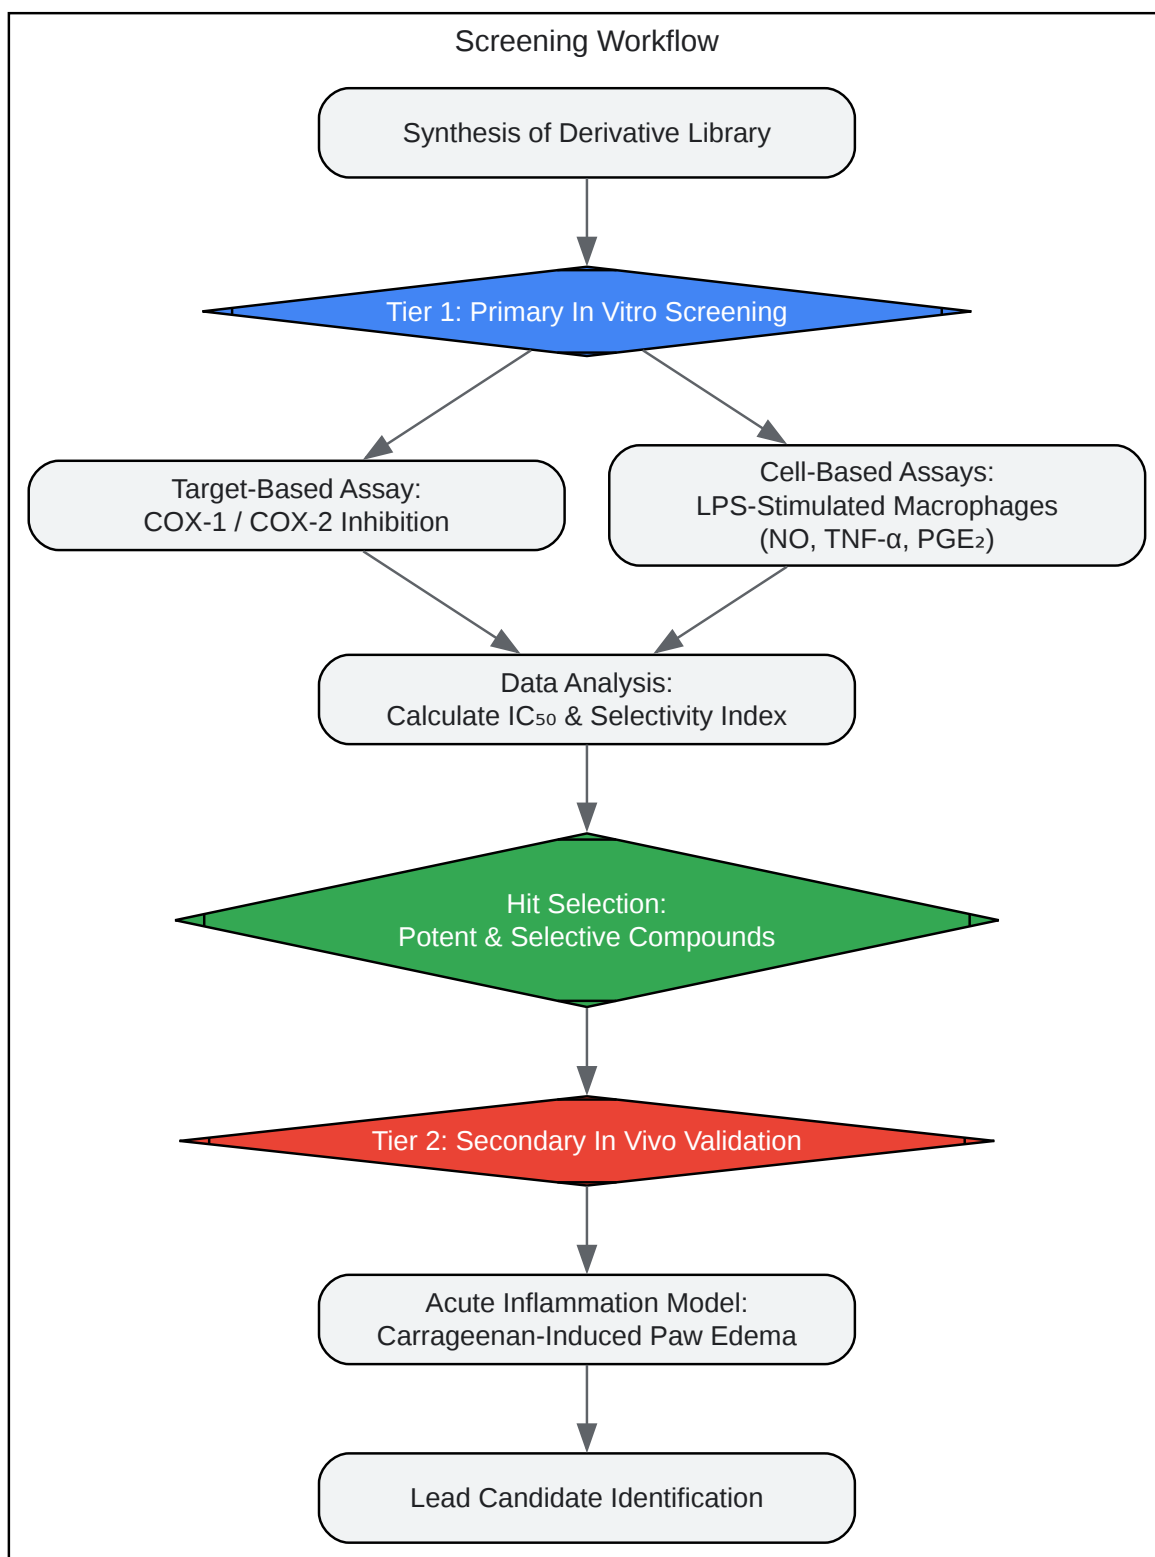 Screening Workflow
Synthesis of Derivative Library
Tier 1: Primary In Vitro Screening
Target-Based Assay:
COX-1 / COX-2 Inhibition
Cell-Based Assays:
LPS-Stimulated Macrophages
(NO, TNF-α, PGE₂)
Data Analysis:
Calculate IC₅₀ & Selectivity Index
Hit Selection:
Potent & Selective Compounds
Tier 2: Secondary In Vivo Validation
Acute Inflammation Model:
Carrageenan-Induced Paw Edema
Lead Candidate Identification